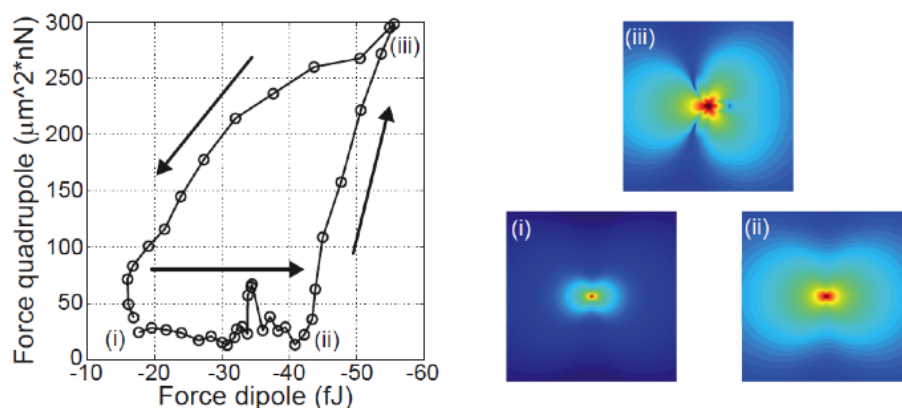 Force quadrupole (μm^2*nN)
300
250
200
150
100
50
0
-10 -20 -30 -40 -50 -60
Force dipole (fJ)
(i)
(ii)
(iii)
(iii)
(i)
(ii)